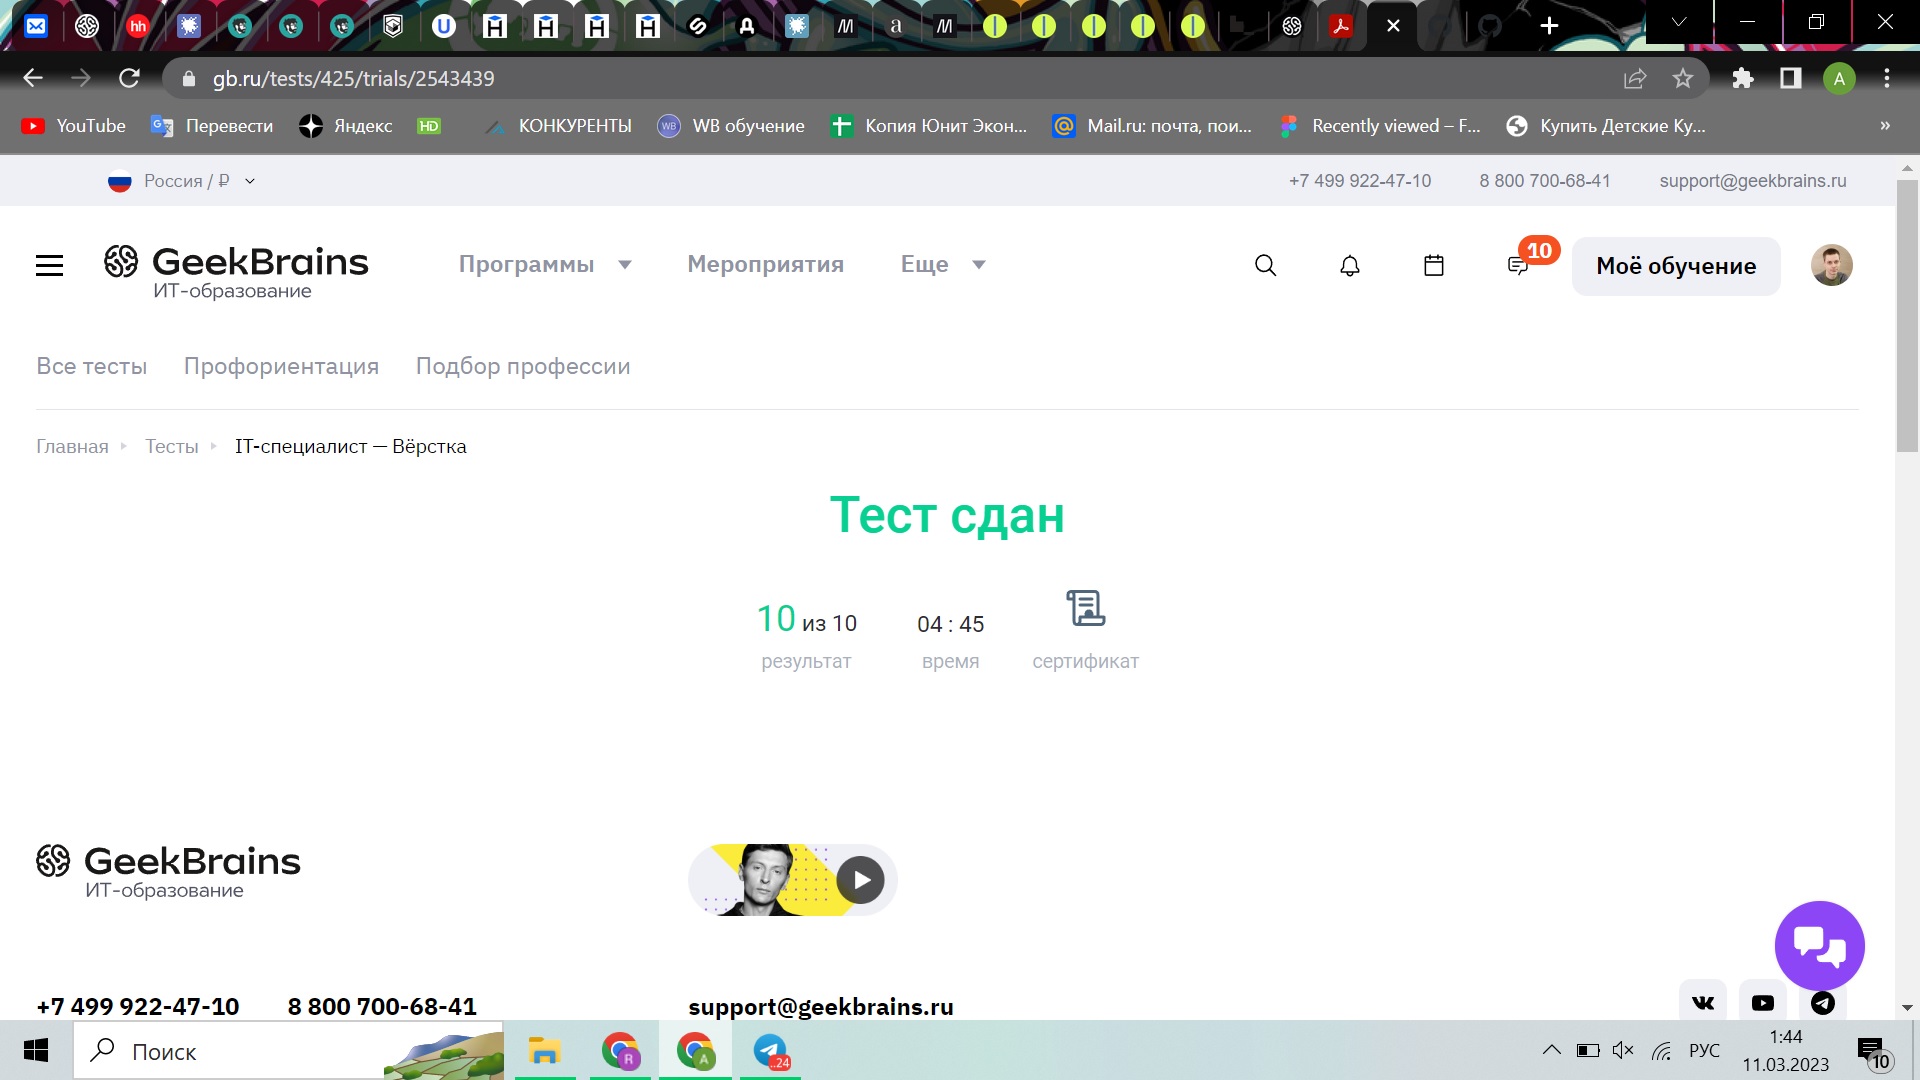 gb.ru/tests/425/trials/2543439
A
YouTube
Перевести
Яндекс
HD
КОНКУРЕНТЫ
WB обучение
Копия Юнит Экон...
Mail.ru: почта, пои...
Recently viewed – F...
Купить Детские Ку...
»
Россия / ₽
+7 499 922-47-10
8 800 700-68-41
support@geekbrains.ru
GeekBrains
ИТ-образование
Программы
Мероприятия
Еще
10
Моё обучение
Все тесты
Профориентация
Подбор профессии
Главная
Тесты
IT-специалист — Вёрстка
Тест сдан
10 из 10
04 : 45
результат
время
сертификат
GeekBrains
ИТ-образование
+7 499 922-47-10
8 800 700-68-41
support@geekbrains.ru
Поиск
R
A
..24
РУС
1:44
11.03.2023
10